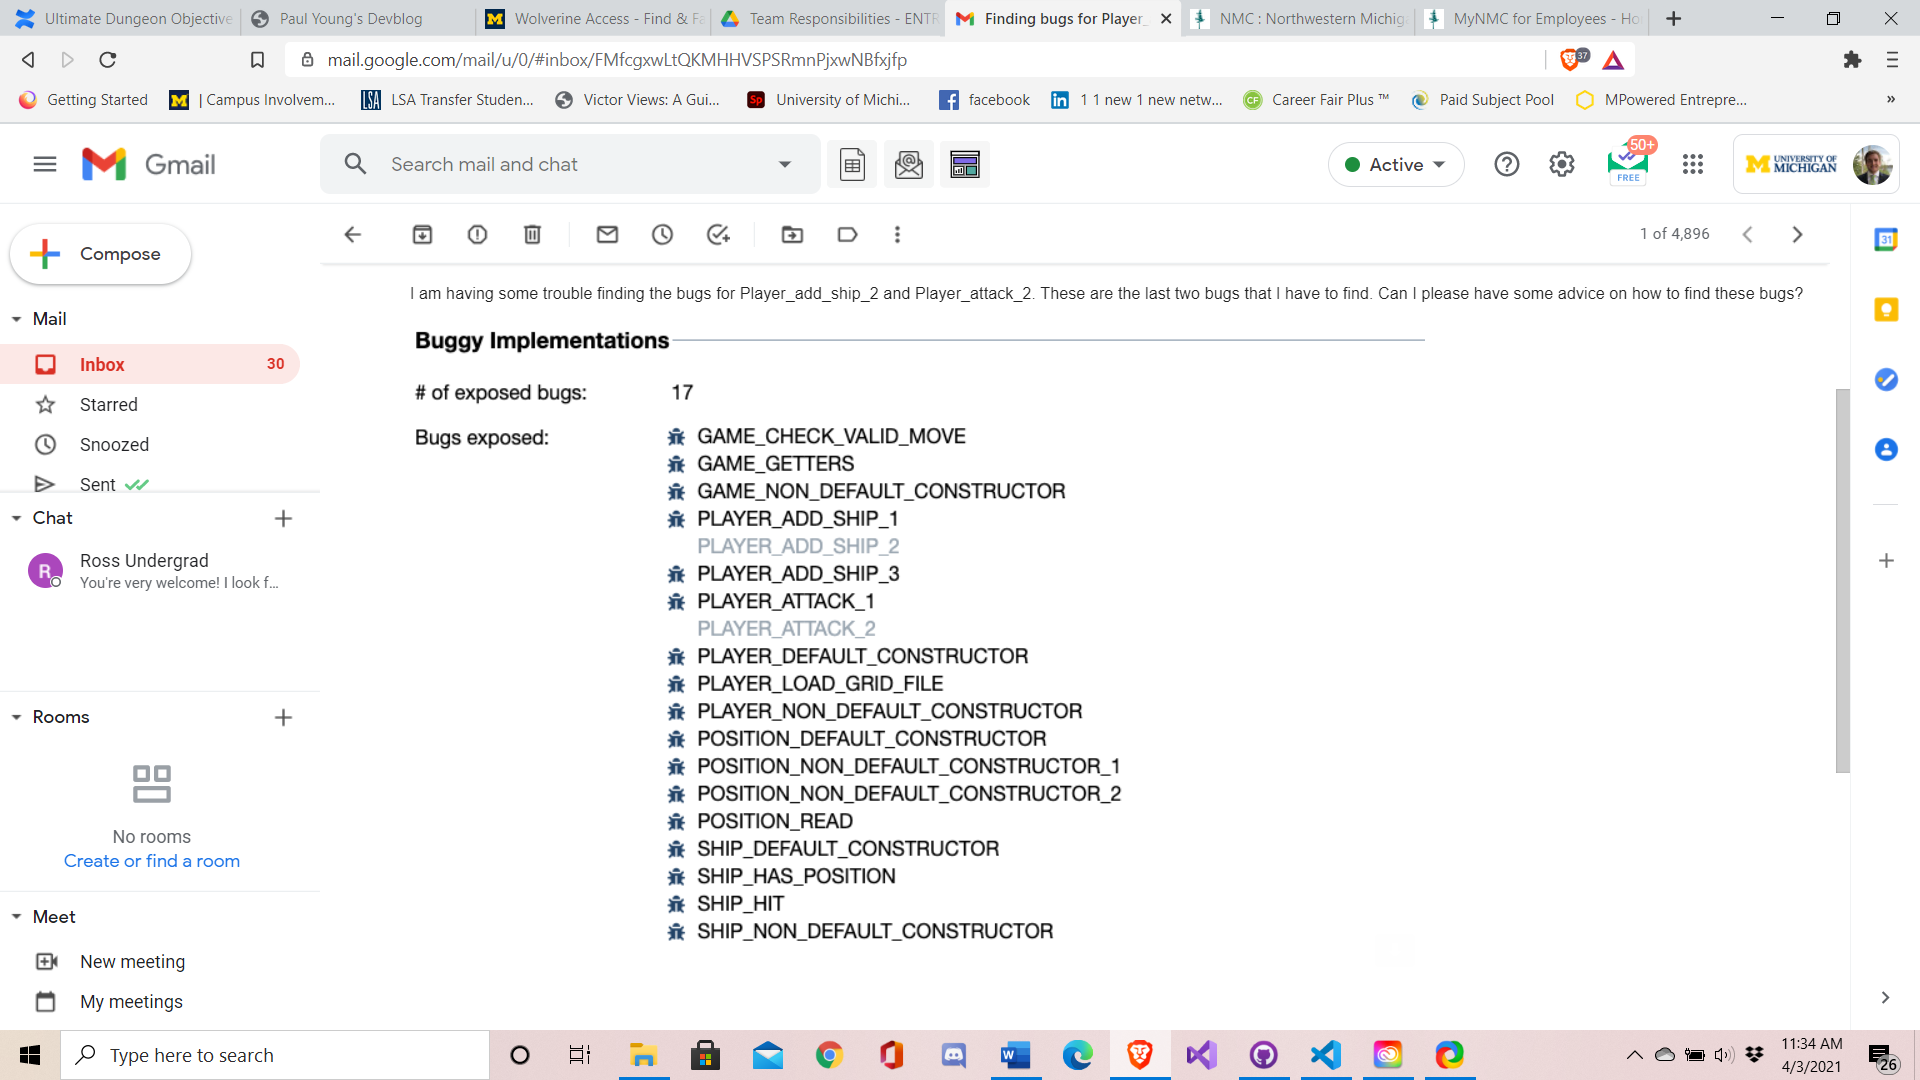 Ultimate Dungeon Objective
Paul Young's Devblog
Wolverine Access - Find & Fa
Team Responsibilities - ENTR
Finding bugs for Player_
NMC : Northwestern Michig
MyNMC for Employees - Ho
mail.google.com/mail/u/0/#inbox/FMfcgxwLtQKMHHVSPSRmnPjxwNBfxjfp
37
Getting Started
| Campus Involvem...
LSA Transfer Studen...
Victor Views: A Gui...
University of Michi...
facebook
1 1 new 1 new netw...
Career Fair Plus ™
Paid Subject Pool
MPowered Entrepre...
»
Gmail
Search mail and chat
Active
50+
FREE
UNIVERSITY OF
MICHIGAN
Compose
1 of 4,896
Mail
Inbox 30
Starred
Snoozed
Sent
Chat
Ross Undergrad
You're very welcome! I look f...
Rooms
No rooms
Create or find a room
Meet
New meeting
My meetings
I am having some trouble finding the bugs for Player_add_ship_2 and Player_attack_2. These are the last two bugs that I have to find. Can I please have some advice on how to find these bugs?
Buggy Implementations
# of exposed bugs: 17
Bugs exposed:
GAME_CHECK_VALID_MOVE
GAME_GETTERS
GAME_NON_DEFAULT_CONSTRUCTOR
PLAYER_ADD_SHIP_1
PLAYER_ADD_SHIP_2
PLAYER_ADD_SHIP_3
PLAYER_ATTACK_1
PLAYER_ATTACK_2
PLAYER_DEFAULT_CONSTRUCTOR
PLAYER_LOAD_GRID_FILE
PLAYER_NON_DEFAULT_CONSTRUCTOR
POSITION_DEFAULT_CONSTRUCTOR
POSITION_NON_DEFAULT_CONSTRUCTOR_1
POSITION_NON_DEFAULT_CONSTRUCTOR_2
POSITION_READ
SHIP_DEFAULT_CONSTRUCTOR
SHIP_HAS_POSITION
SHIP_HIT
SHIP_NON_DEFAULT_CONSTRUCTOR
31
Type here to search
11:34 AM
4/3/2021
26